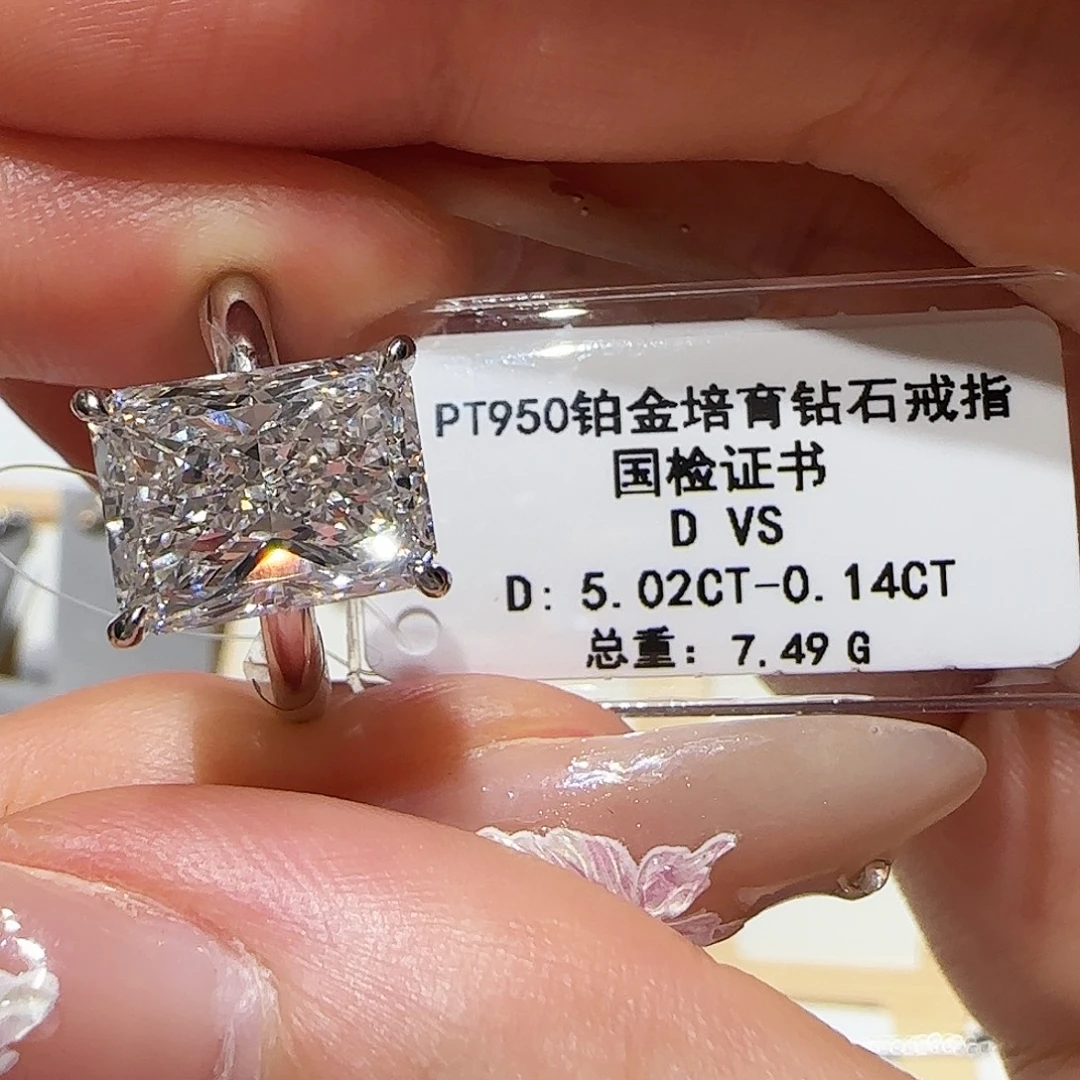 PT950铂金培育钻石戒指
国检证书
D VS
D: 5.02CT-0.14CT
总重: 7.49 G